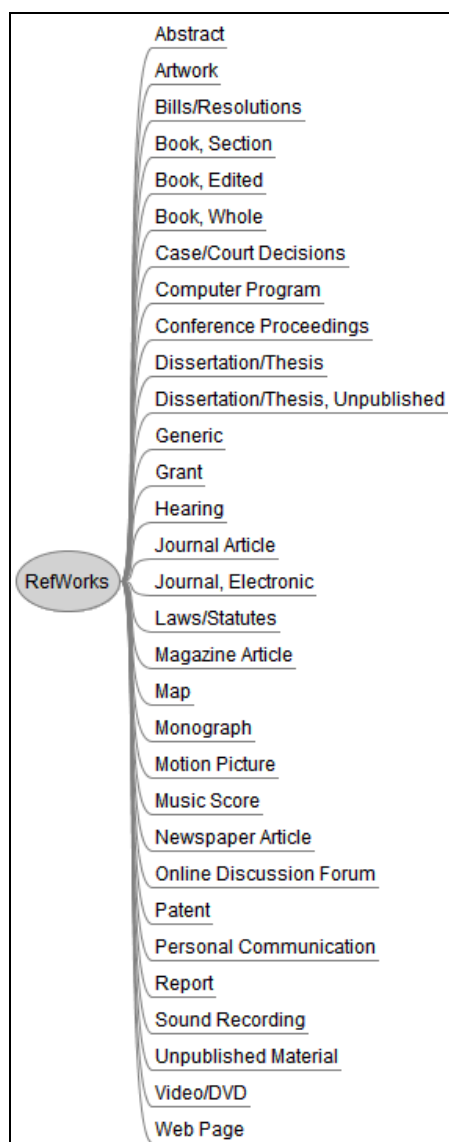 Abstract
Artwork
Bills/Resolutions
Book, Section
Book, Edited
Book, Whole
Case/Court Decisions
Computer Program
Conference Proceedings
Dissertation/Thesis
Dissertation/Thesis, Unpublished
Generic
Grant
Hearing
Journal Article
RefWorks
Journal, Electronic
Laws/Statutes
Magazine Article
Map
Monograph
Motion Picture
Music Score
Newspaper Article
Online Discussion Forum
Patent
Personal Communication
Report
Sound Recording
Unpublished Material
Video/DVD
Web Page